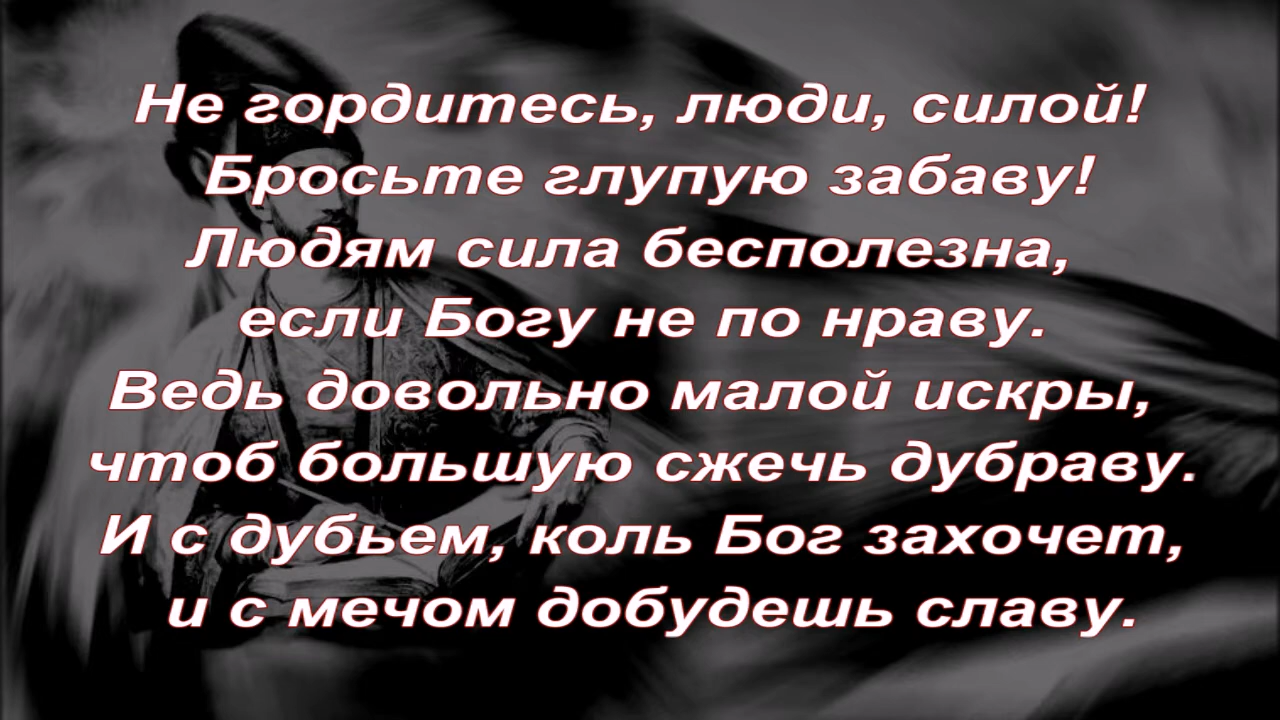 Не гордитесь, люди, силой!
Бросьте глупую забаву!
Людям сила бесполезна,
если Богу не по нраву.
Ведь довольно малой искры,
чтоб большую сжечь дубраву.
И с дубьем, коль Бог захочет,
и с мечом добудешь славу.